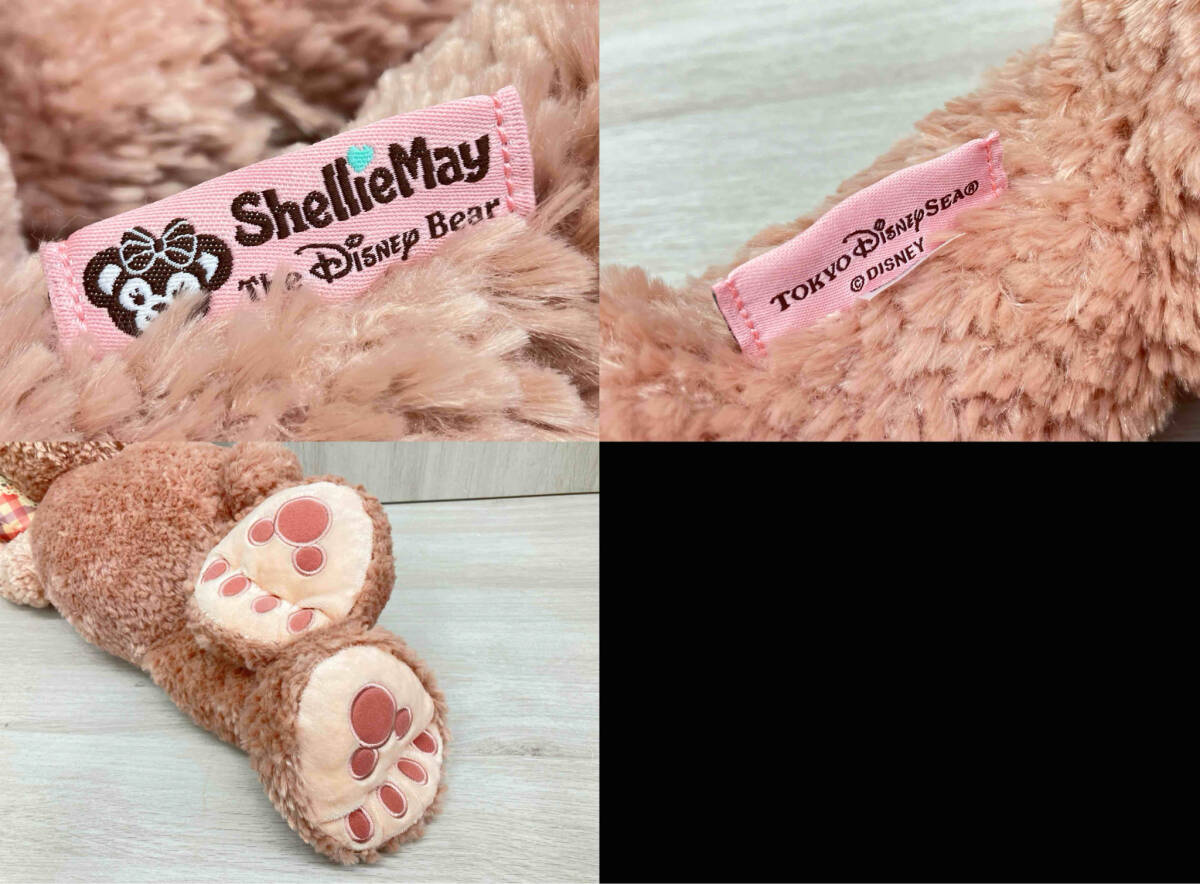 ShellieMay
The Disney Bear
TOKYO DISNEYSEA®
© DISNEY